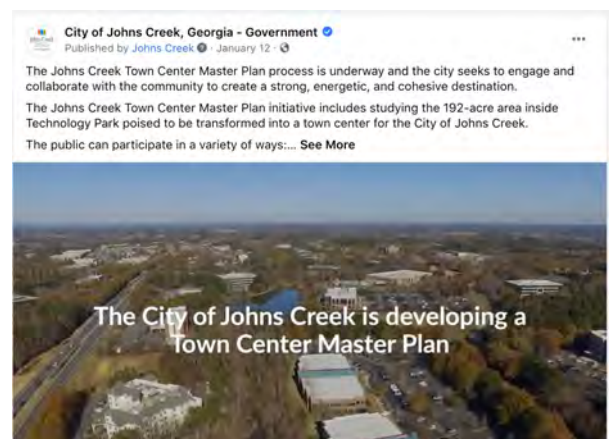 City of Johns Creek, Georgia - Government
Published by Johns Creek · January 12 ·
The Johns Creek Town Center Master Plan process is underway and the city seeks to engage and
collaborate with the community to create a strong, energetic, and cohesive destination.
The Johns Creek Town Center Master Plan initiative includes studying the 192-acre area inside
Technology Park poised to be transformed into a town center for the City of Johns Creek.
The public can participate in a variety of ways:... See More
The City of Johns Creek is developing a
Town Center Master Plan